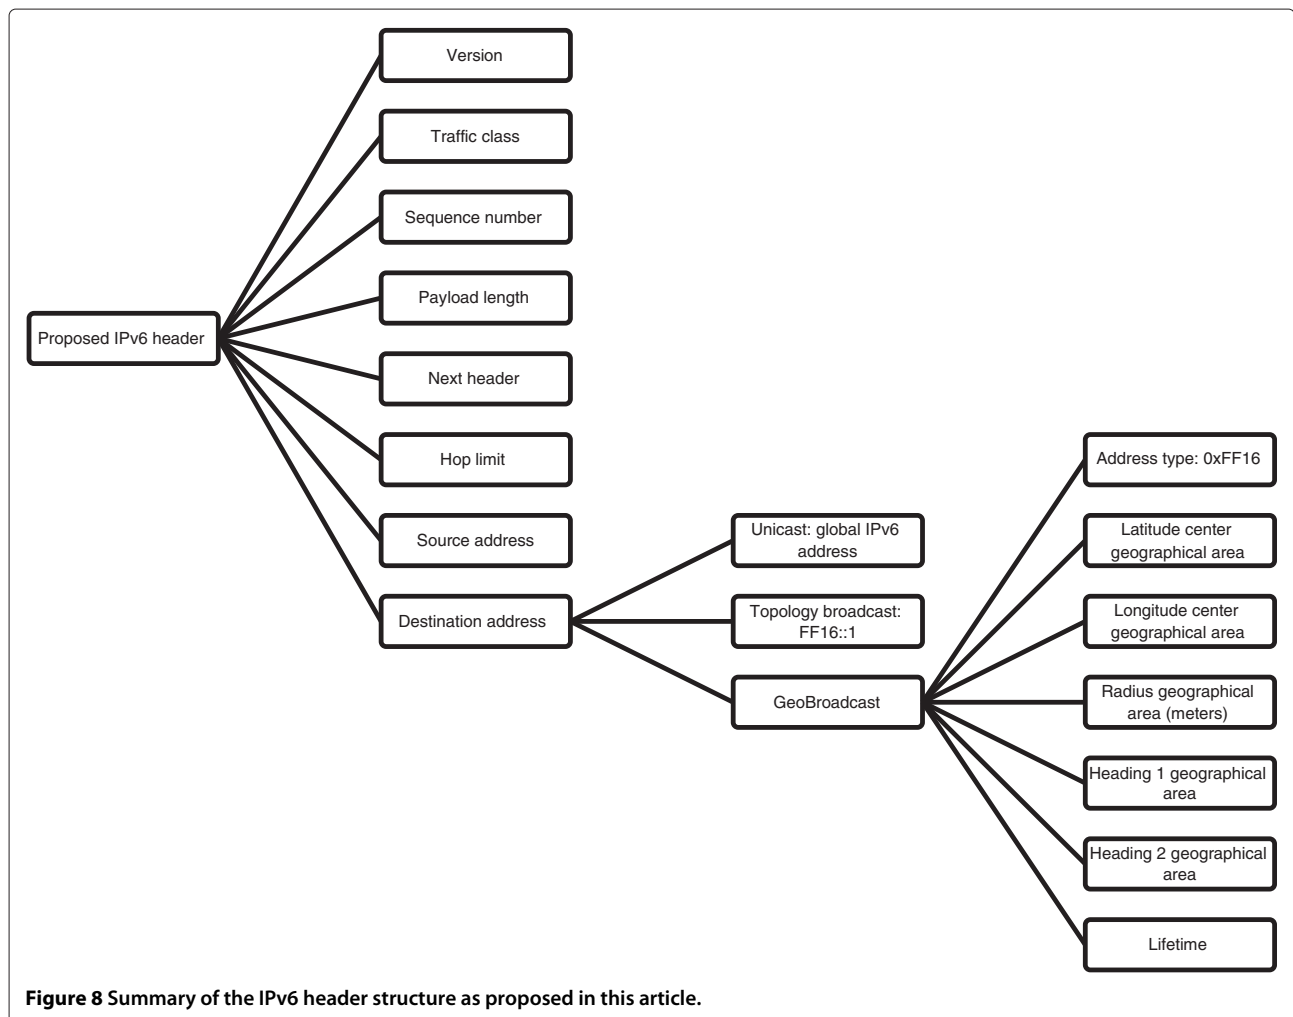 Version
Traffic class
Sequence number
Payload length
Proposed IPv6 header
Next header
Hop limit
Source address
Destination address
Unicast: global IPv6
address
Topology broadcast:
FF16::1
GeoBroadcast
Address type: 0xFF16
Latitude center
geographical area
Longitude center
geographical area
Radius geographical
area (meters)
Heading 1 geographical
area
Heading 2 geographical
area
Lifetime
Figure 8 Summary of the IPv6 header structure as proposed in this article.